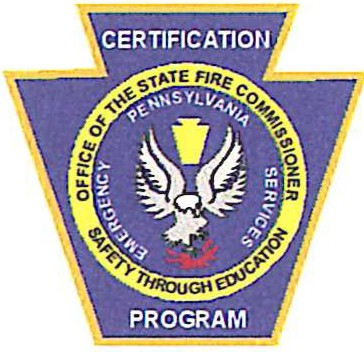 CERTIFICATION
OFFICE OF THE STATE FIRE COMMISSIONER
PENNSYLVANIA
EMERGENCY
SERVICES
SAFETY THROUGH EDUCATION
PROGRAM